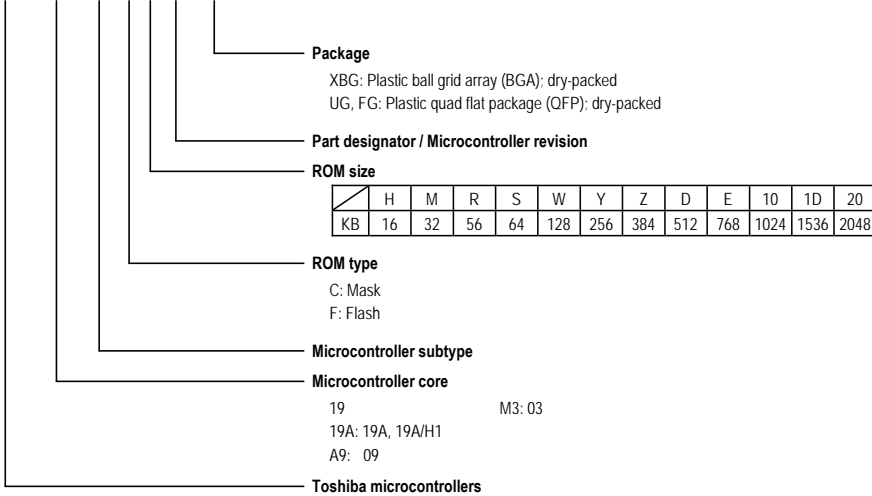 Package
XBG: Plastic ball grid array (BGA); dry-packed
UG, FG: Plastic quad flat package (QFP); dry-packed
Part designator / Microcontroller revision
ROM size
H M R S W Y Z D E 10 1D 20
KB 16 32 56 64 128 256 384 512 768 1024 1536 2048
ROM type
C: Mask
F: Flash
Microcontroller subtype
Microcontroller core
19 M3: 03
19A: 19A, 19A/H1
A9: 09
Toshiba microcontrollers